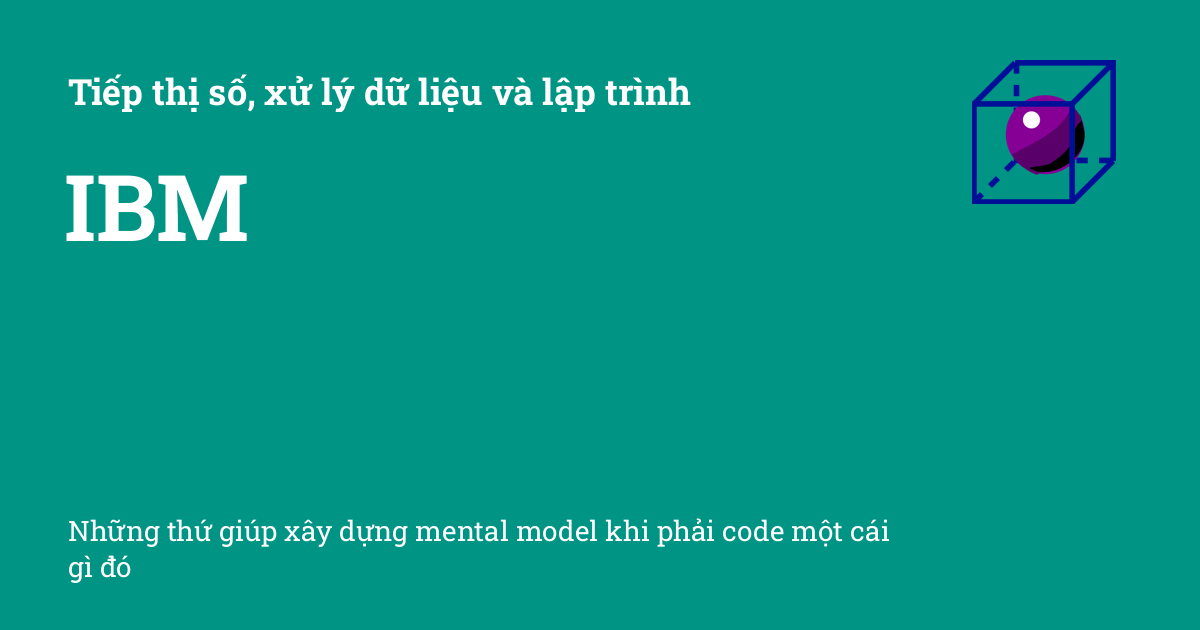 Tiếp thị số, xử lý dữ liệu và lập trình
IBM
Những thứ giúp xây dựng mental model khi phải code một cái
gì đó